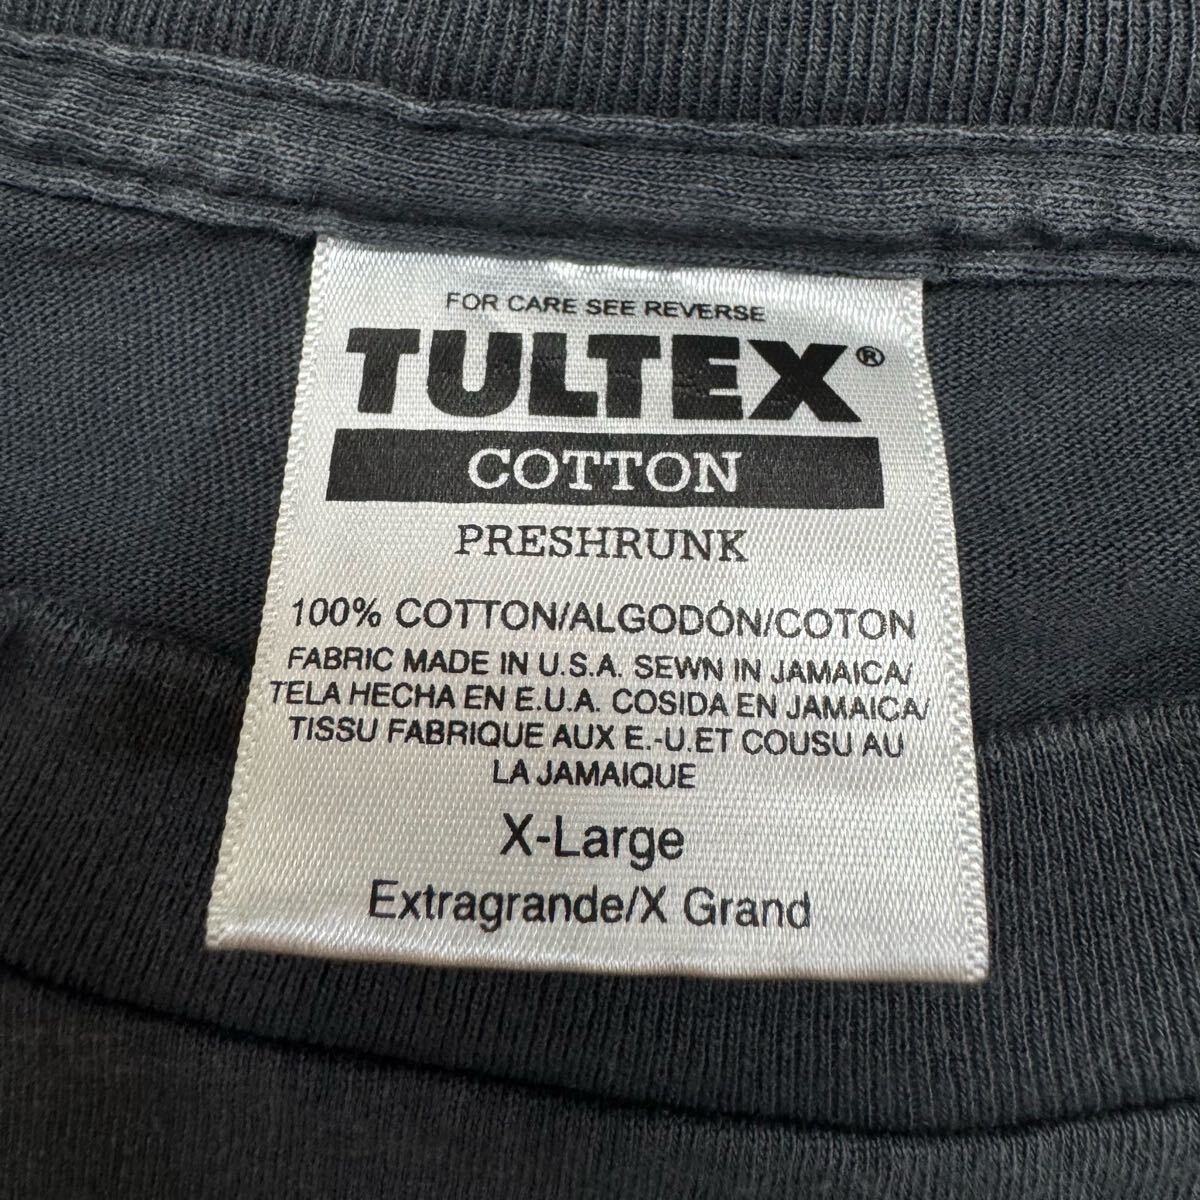 FOR CARE SEE REVERSE
TULTEX®
COTTON
PRESHRUNK
100% COTTON/ALGODÓN/COTON
FABRIC MADE IN U.S.A. SEWN IN JAMAICA/
TELA HECHA EN E.U.A. COSIDA EN JAMAICA/
TISSU FABRIQUE AUX E.-U.ET COUSU AU
LA JAMAIQUE
X-Large
Extragrande/X Grand